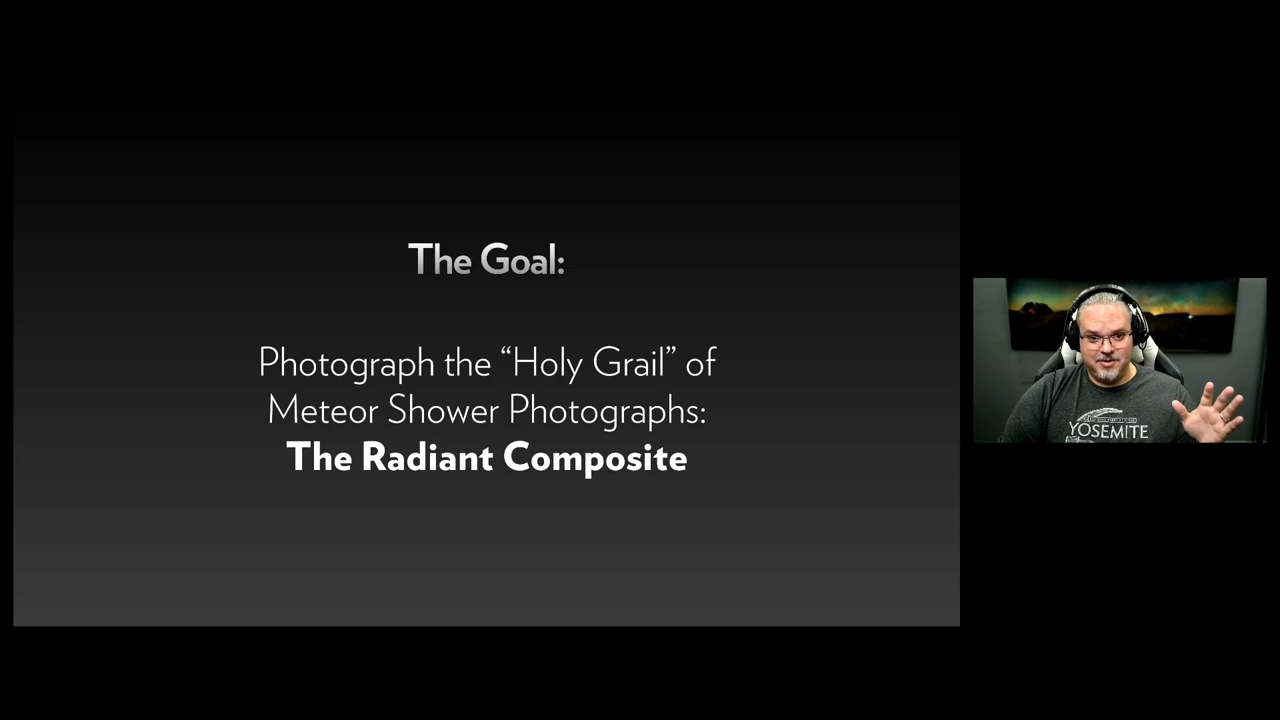 The Goal:
Photograph the “Holy Grail” of
Meteor Shower Photographs:
The Radiant Composite
YOSEMITE